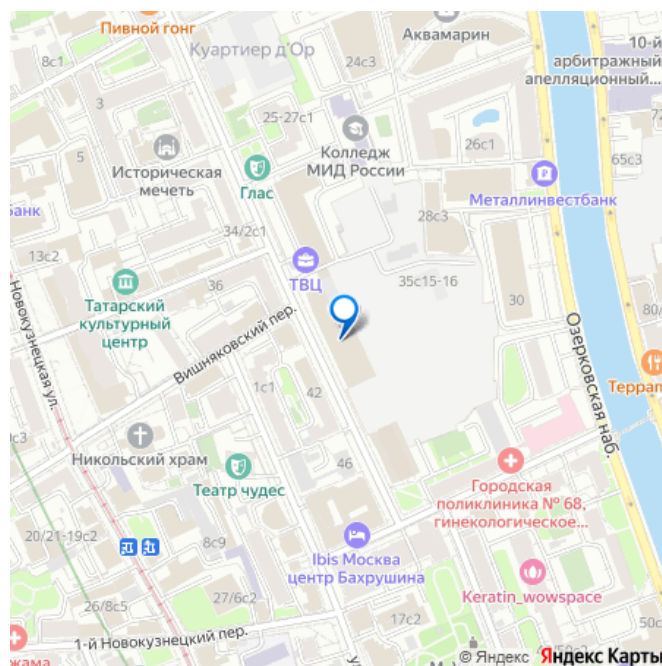 Пивной гонг
Аквамарин
Куартиер д'Ор
10-й
арбитражный
апелляционный...
8с1
24с3
3
25-27с1
Колледж
МИД России
26с1
65с3
5
Историческая
мечеть
Глас
Металлинвестбанк
банк
28с3
34/2с1
13с2
ТВЦ
35с15-16
Татарский
культурный
центр
36
30
80/
Новокузнецкая ул.
Вишняковский пер.
Озерковская наб.
Террап
1с1
42
с3
Никольский храм
46
Театр чудес
Городская
поликлиника № 68,
гинекологическое...
20/21-19с2
8с9
Ibis Москва
центр Бахрушина
Keratin_wowspace
27/6с2
26/8с5
17с2
50с
1-й Новокузнецкий пер.
жама
© Яндекс Яндекс Карты